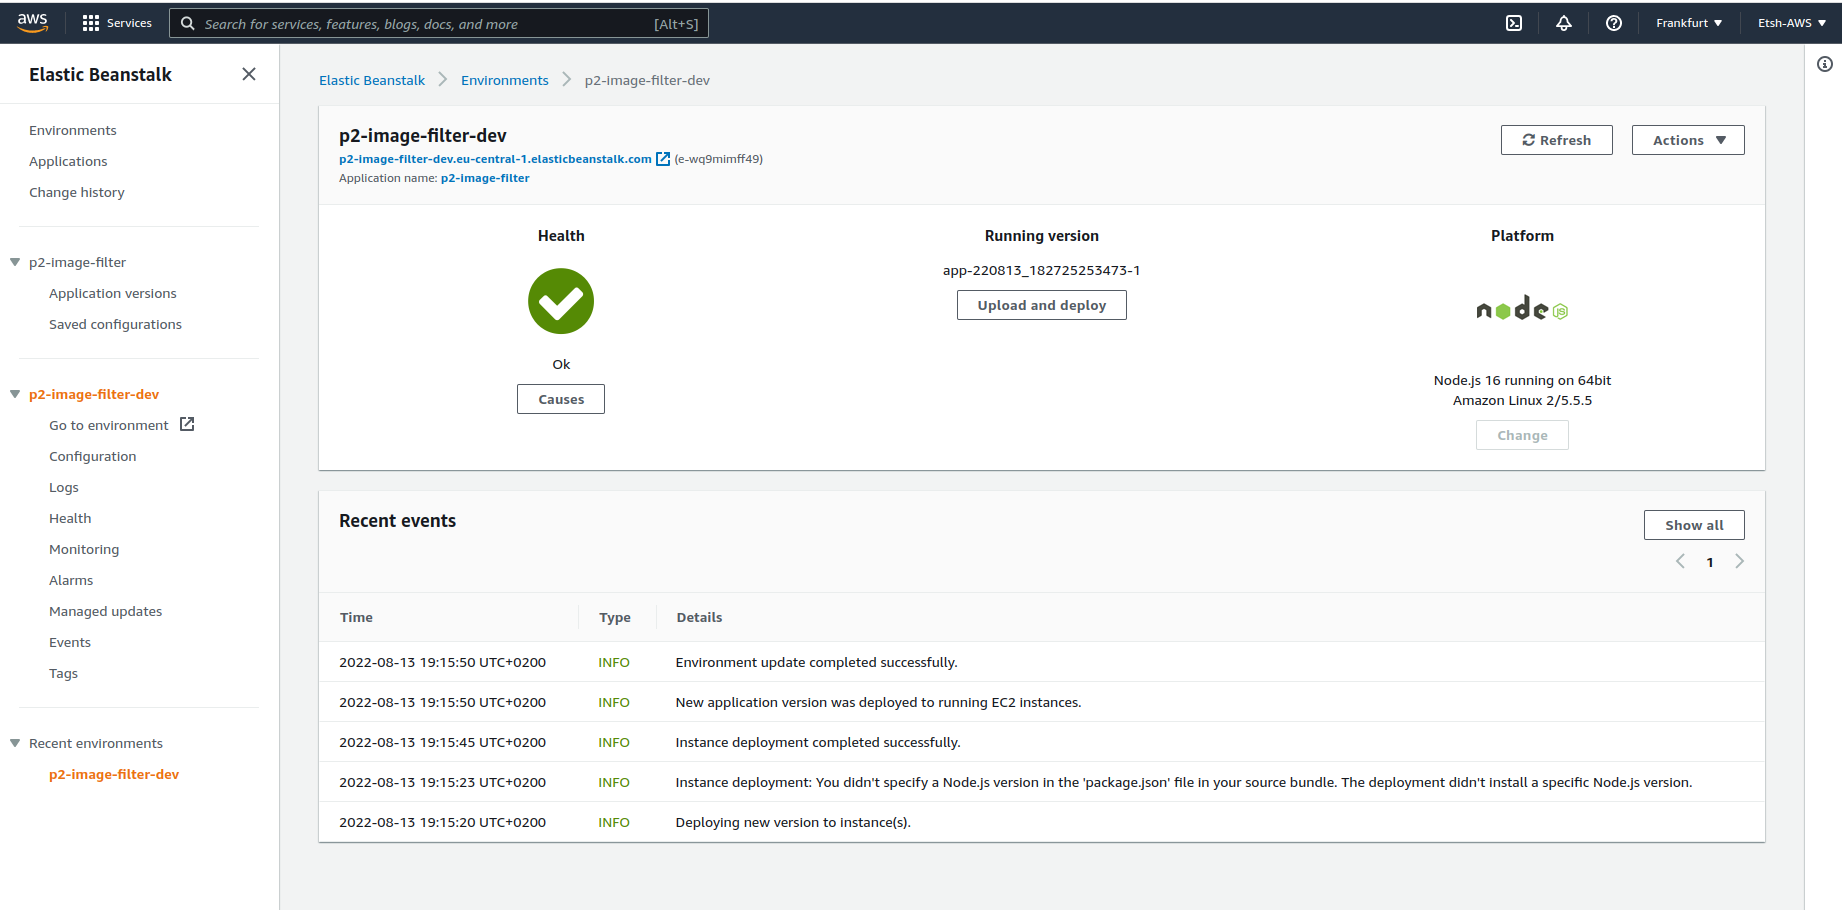 aws
Services
Search for services, features, blogs, docs, and more [Alt+S]
Frankfurt
Etsh-AWS
Elastic Beanstalk
Environments
Applications
Change history
p2-image-filter
Application versions
Saved configurations
p2-image-filter-dev
Go to environment
Configuration
Logs
Health
Monitoring
Alarms
Managed updates
Events
Tags
Recent environments
p2-image-filter-dev
Elastic Beanstalk > Environments > p2-image-filter-dev
p2-image-filter-dev
p2-image-filter-dev.eu-central-1.elasticbeanstalk.com (e-wq9mimff49)
Application name: p2-image-filter
Refresh
Actions
Health
Ok
Causes
Running version
app-220813_182725253473-1
Upload and deploy
Platform
node JS
Node.js 16 running on 64bit
Amazon Linux 2/5.5.5
Change
Recent events
Show all
1
Time Type Details
2022-08-13 19:15:50 UTC+0200 INFO Environment update completed successfully.
2022-08-13 19:15:50 UTC+0200 INFO New application version was deployed to running EC2 instances.
2022-08-13 19:15:45 UTC+0200 INFO Instance deployment completed successfully.
2022-08-13 19:15:23 UTC+0200 INFO Instance deployment: You didn't specify a Node.js version in the 'package.json' file in your source bundle. The deployment didn't install a specific Node.js version.
2022-08-13 19:15:20 UTC+0200 INFO Deploying new version to instance(s).